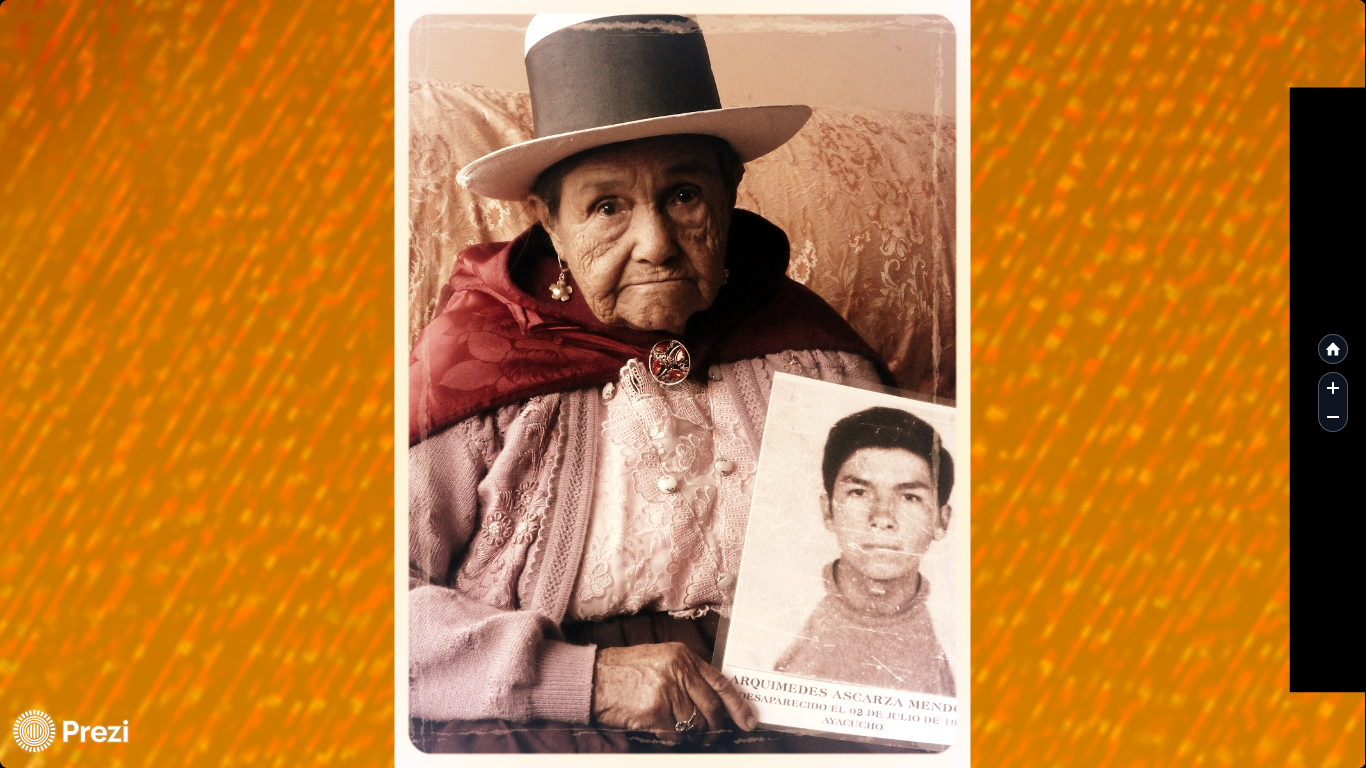 ARQUIMEDES ASCARZA MENDO
DESAPARECIDO EL 02 DE JULIO DE 19
AYACUCHO
Prezi